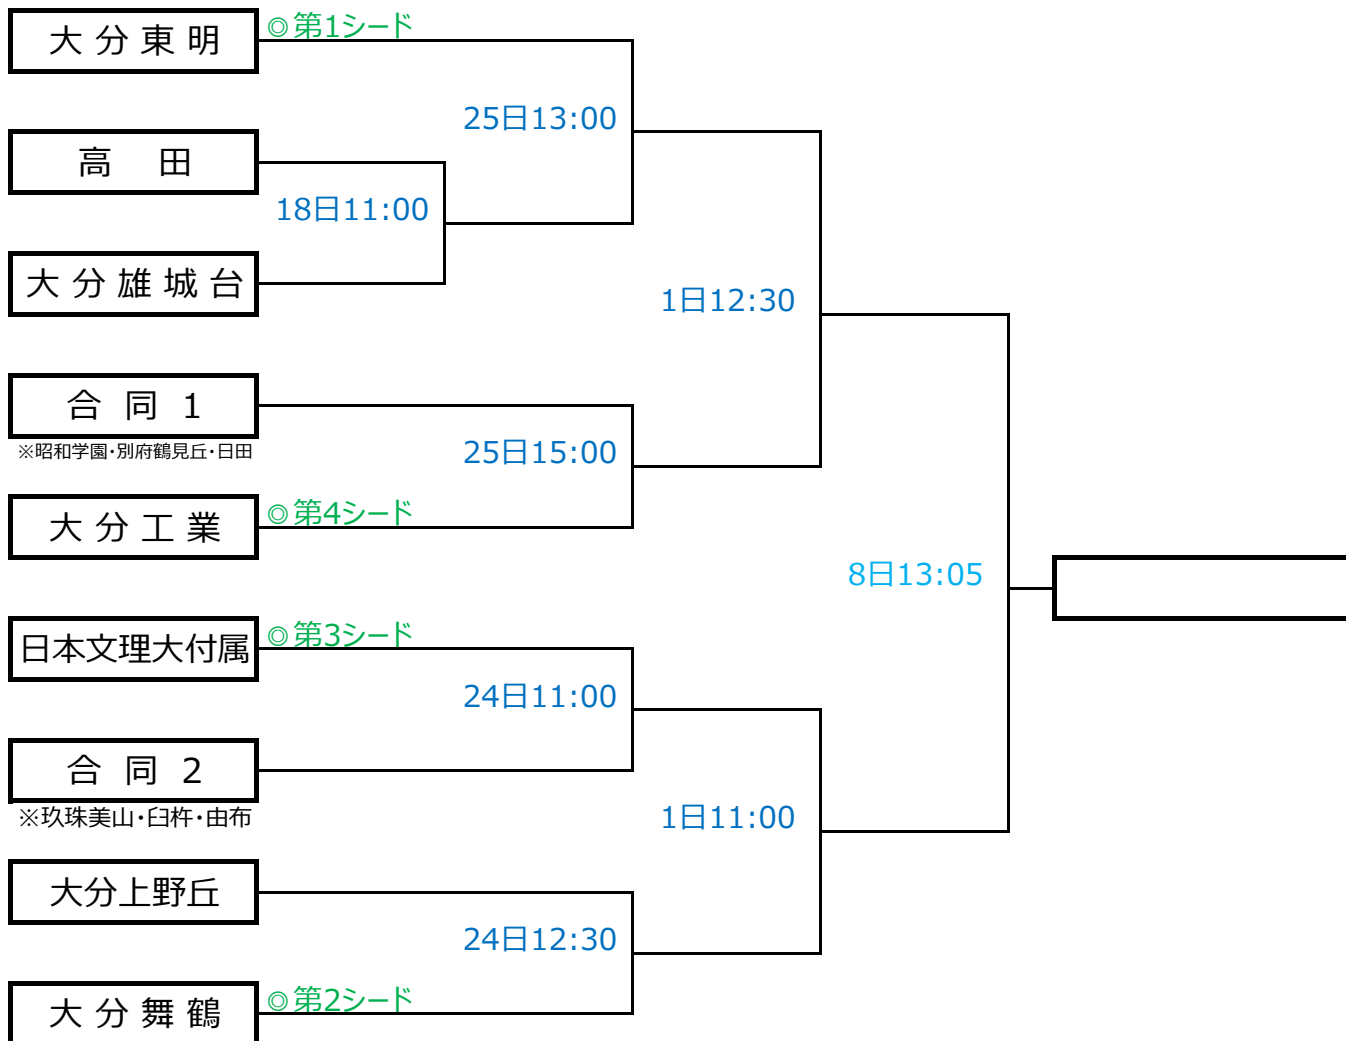 大分東明
◎第1シード
25日13:00
高　田
18日11:00
大分雄城台
1日12:30
合同1
※昭和学園・別府鶴見丘・日田
25日15:00
大分工業
◎第4シード
8日13:05
日本文理大付属
◎第3シード
24日11:00
合同2
※玖珠美山・臼杵・由布
1日11:00
大分上野丘
24日12:30
大分舞鶴
◎第2シード